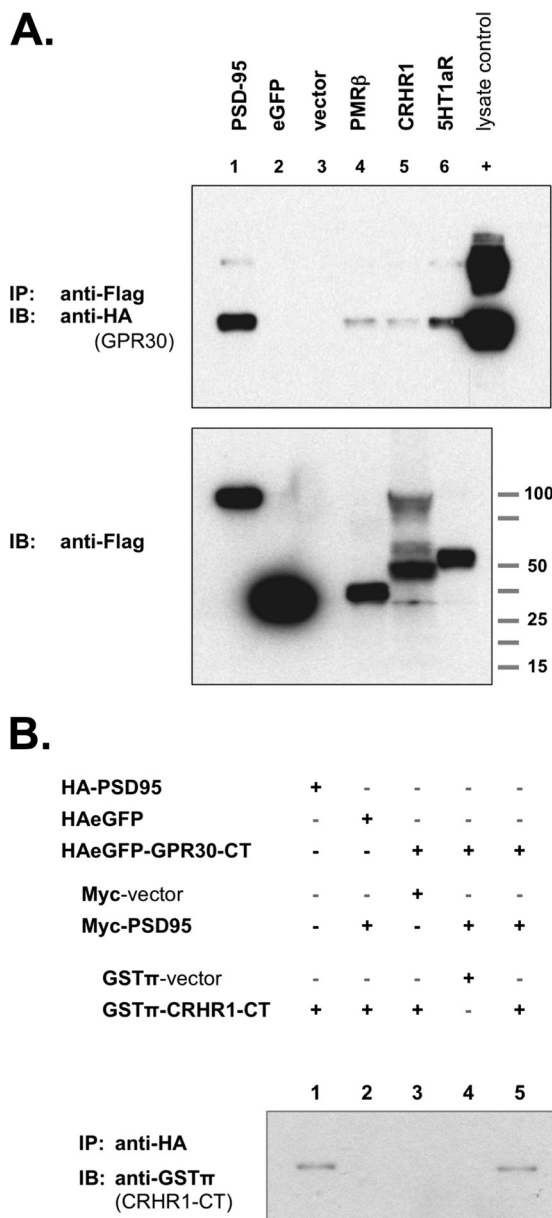 A.
PSD-95 eGFP vector PMRβ CRHR1 5HT1aR lysate control
1 2 3 4 5 6 +
IP: anti-Flag
IB: anti-HA
(GPR30)
100
IB: anti-Flag
50
25
15
B.
HA-PSD95 + - - - -
HAeGFP - + - - -
HAeGFP-GPR30-CT - - + + +
Myc-vector - - + - -
Myc-PSD95 - + - + +
GSTπ-vector - - - + -
GSTπ-CRHR1-CT + + + - +
1 2 3 4 5
IP: anti-HA
IB: anti-GSTπ
(CRHR1-CT)